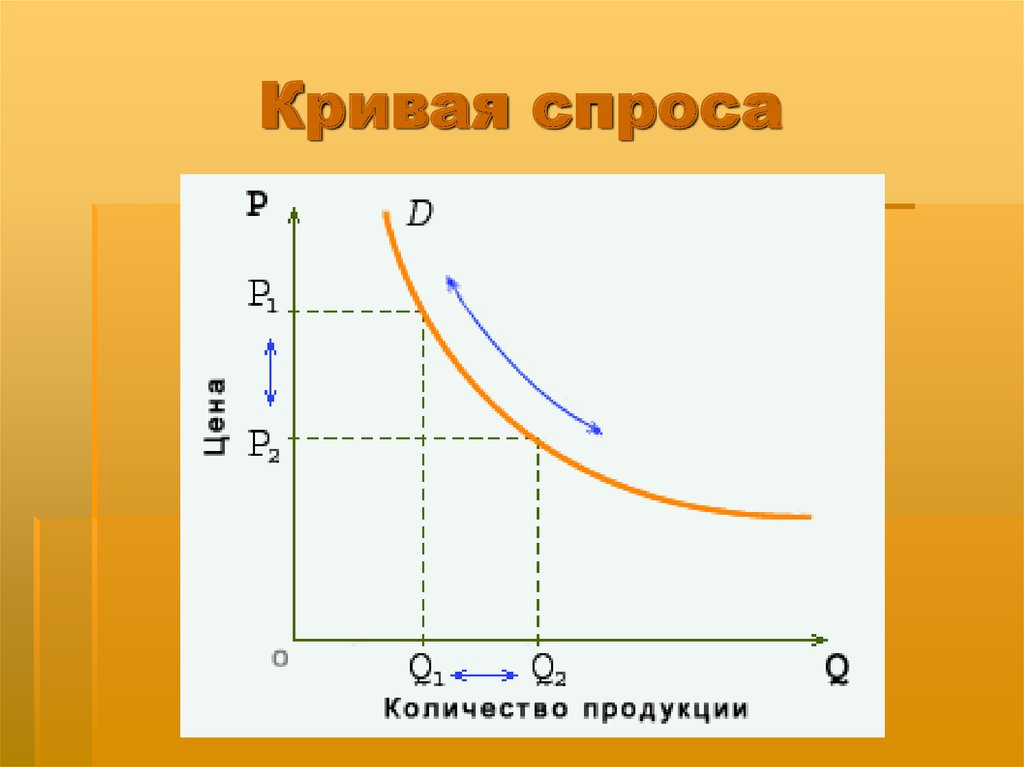 Кривая спроса
P
D
P₁
Цена
P₂
O
Q₁
Q₂
Q
Количество продукции